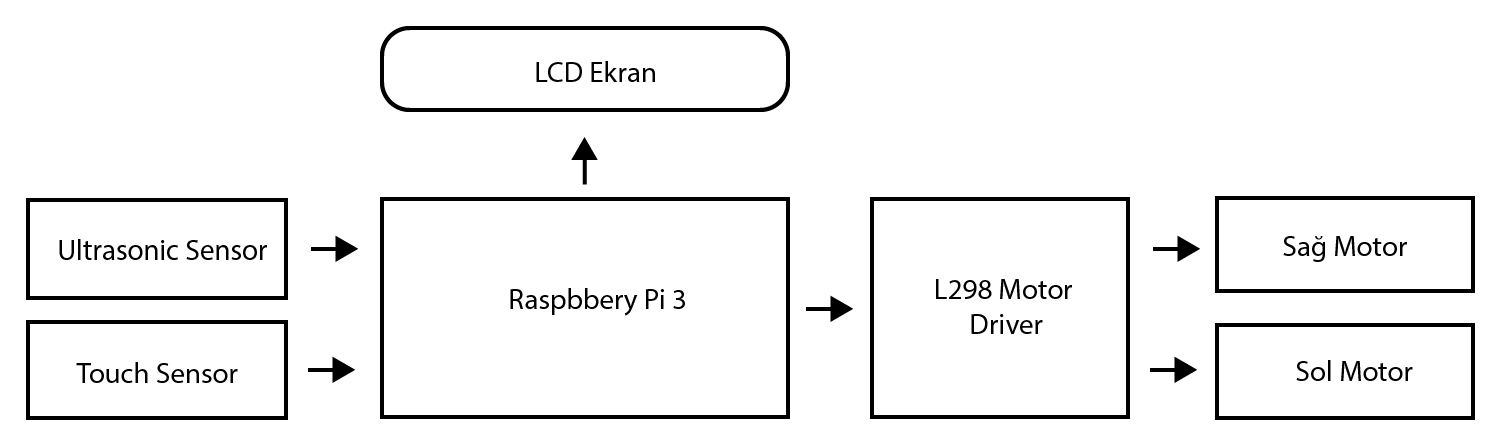 LCD Ekran
Ultrasonic Sensor
Touch Sensor
Raspbbery Pi 3
L298 Motor
Driver
Sağ Motor
Sol Motor